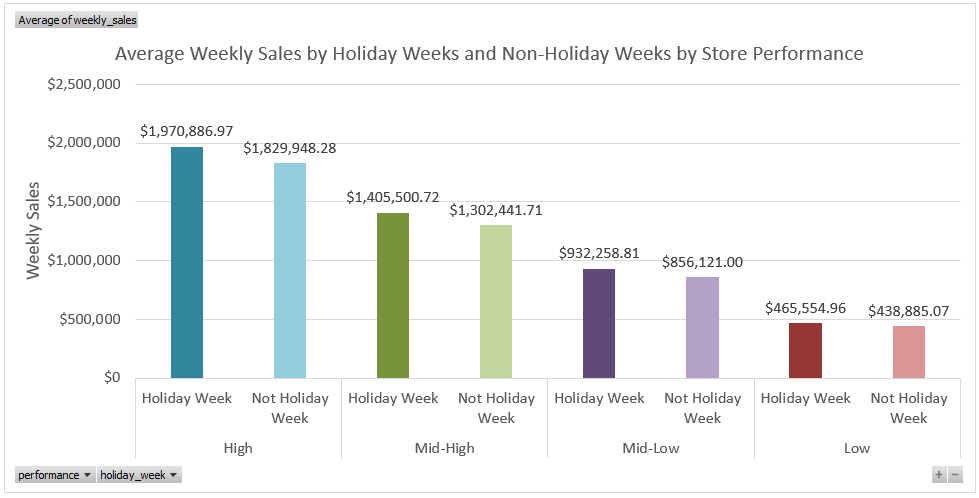 Average of weekly_sales
Average Weekly Sales by Holiday Weeks and Non-Holiday Weeks by Store Performance
Weekly Sales
$2,500,000
$2,000,000
$1,500,000
$1,000,000
$500,000
$0
$1,970,886.97
$1,829,948.28
$1,405,500.72
$1,302,441.71
$932,258.81
$856,121.00
$465,554.96
$438,885.07
Holiday Week
Not Holiday
Week
Holiday Week
Not Holiday
Week
Holiday Week
Not Holiday
Week
Holiday Week
Not Holiday
Week
High
Mid-High
Mid-Low
Low
performance
holiday_week
+ −